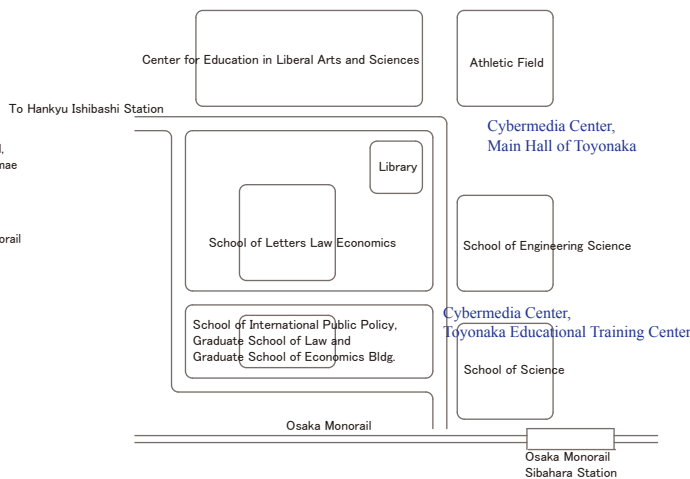 Center for Education in Liberal Arts and Sciences
Athletic Field
To Hankyu Ishibashi Station
Cybermedia Center,
Main Hall of Toyonaka
Library
School of Letters Law Economics
School of Engineering Science
Cybermedia Center,
Toyonaka Educational Training Center
School of International Public Policy,
Graduate School of Law and
Graduate School of Economics Bldg.
School of Science
Osaka Monorail
Osaka Monorail
Sibahara Station